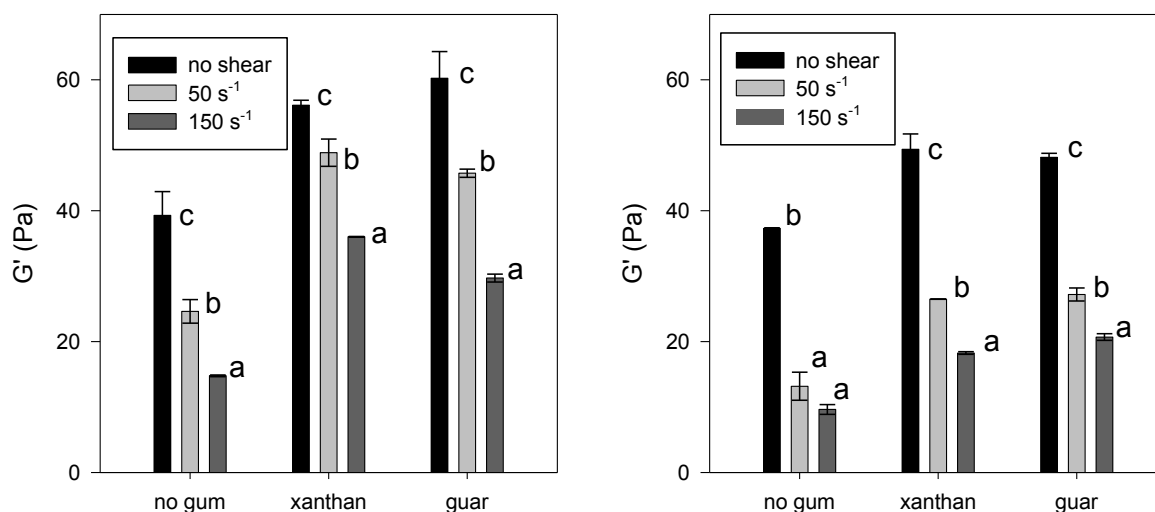 G' (Pa)
60
40
20
0
no shear
50 s⁻¹
150 s⁻¹
c
b
a
c
b
a
c
b
a
no gum
xanthan
guar
G' (Pa)
60
40
20
0
no shear
50 s⁻¹
150 s⁻¹
b
a
a
c
b
a
c
b
a
no gum
xanthan
guar